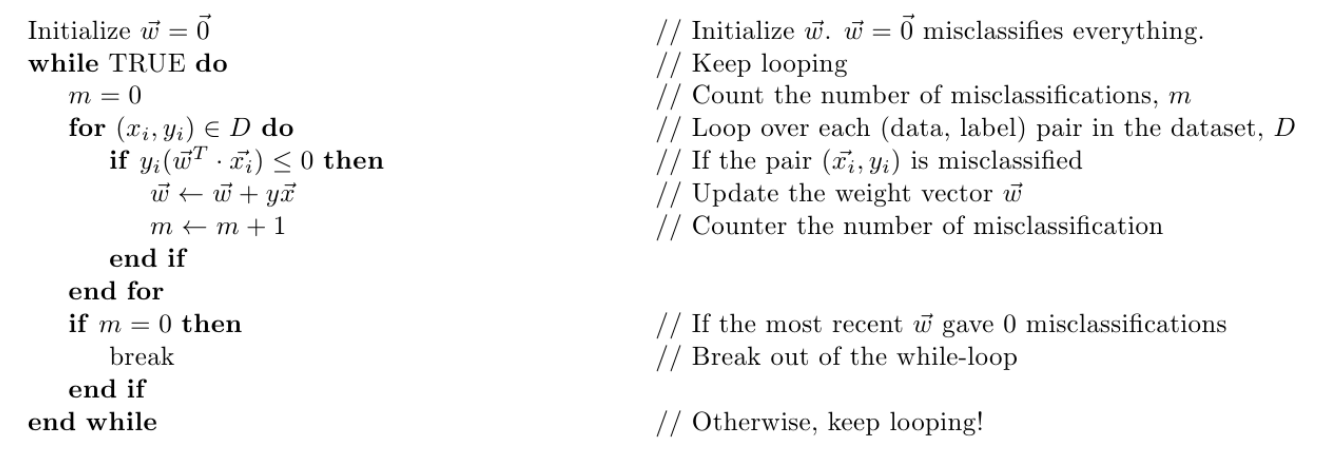 Initialize $\vec{w} = \vec{0}$ // Initialize $\vec{w}$. $\vec{w} = \vec{0}$ misclassifies everything.
while TRUE do // Keep looping
m = 0 // Count the number of misclassifications, m
for $(x_i, y_i) \in D$ do // Loop over each (data, label) pair in the dataset, D
if $y_i(\vec{w}^T \cdot \vec{x_i}) \leq 0$ then // If the pair $(\vec{x_i}, y_i)$ is misclassified
$\vec{w} \leftarrow \vec{w} + y\vec{x}$ // Update the weight vector $\vec{w}$
$m \leftarrow m + 1$ // Counter the number of misclassification
end if
end for
if m = 0 then // If the most recent $\vec{w}$ gave 0 misclassifications
break // Break out of the while-loop
end if
end while // Otherwise, keep looping!